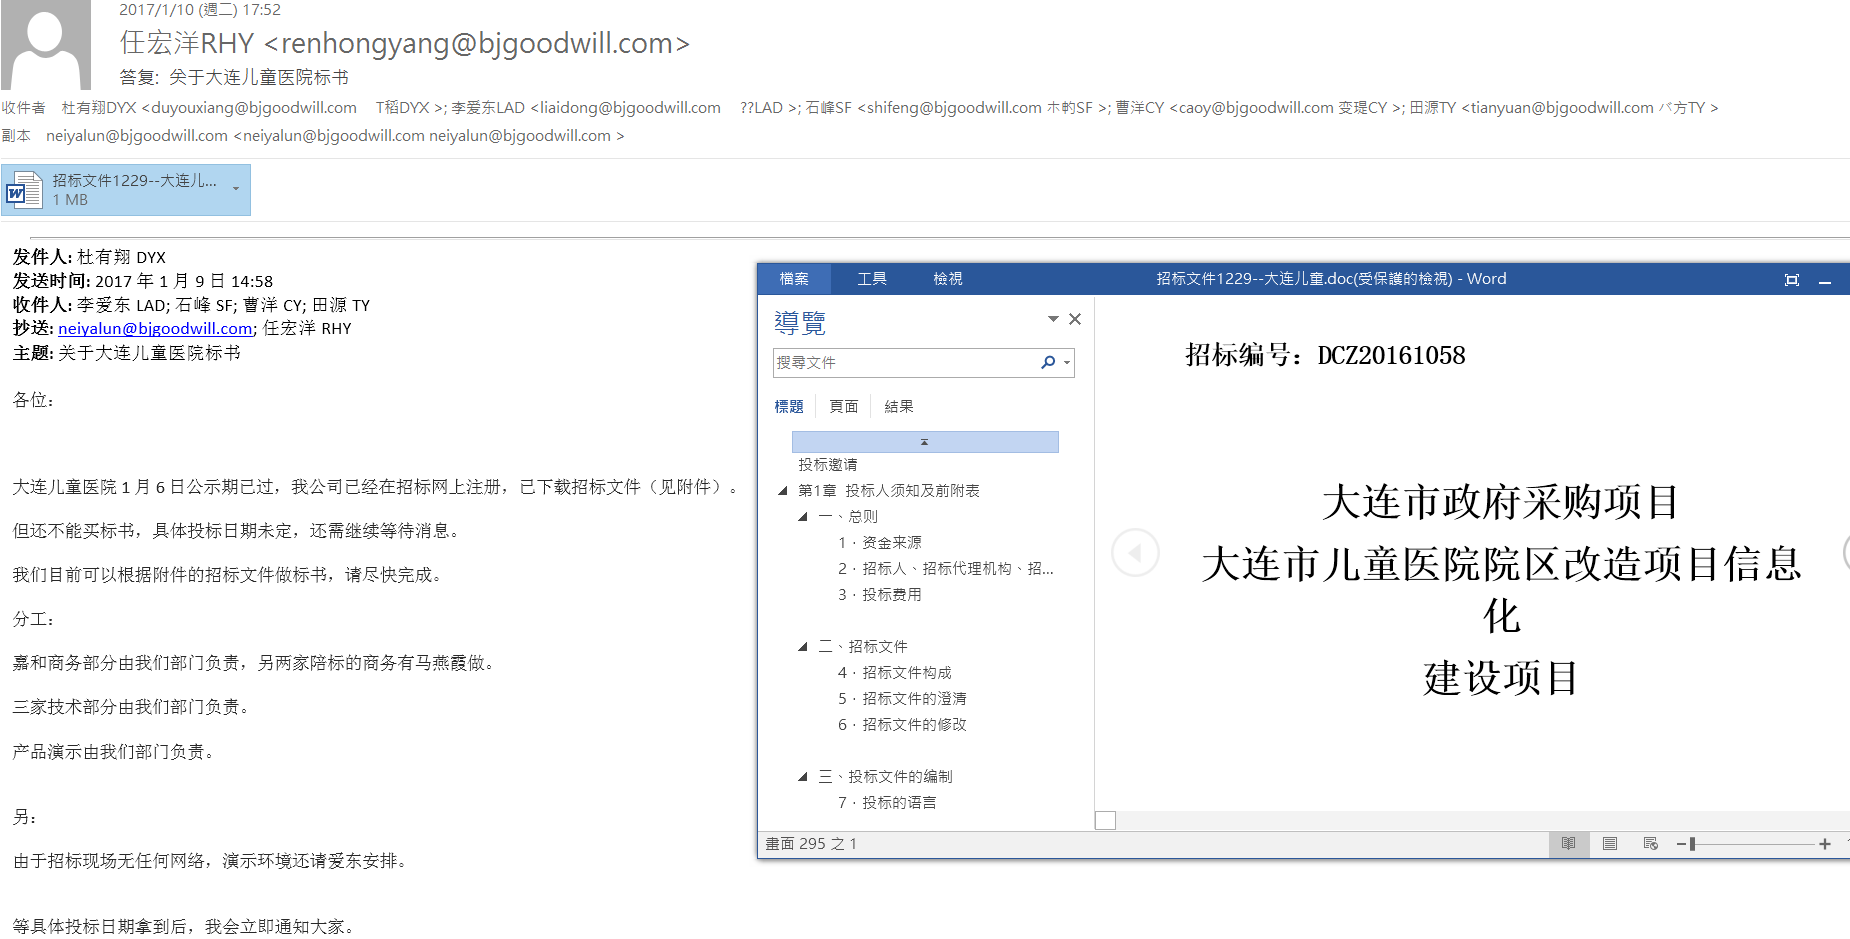 2017/1/10 (週二) 17:52
任宏洋RHY <renhongyang@bjgoodwill.com>
答复: 关于大连儿童医院标书
收件者 杜有翔DYX <duyouxiang@bjgoodwill.com T稻DYX >; 李爱东LAD <liaidong@bjgoodwill.com ??LAD >; 石峰SF <shifeng@bjgoodwill.com ホ畃SF >; 曹洋CY <caoy@bjgoodwill.com 变瑅CY >; 田源TY <tianyuan@bjgoodwill.com バ方TY >
副本 neiyalun@bjgoodwill.com <neiyalun@bjgoodwill.com neiyalun@bjgoodwill.com >
招标文件1229--大连儿...
1 MB
发件人: 杜有翔 DYX
发送时间: 2017 年 1 月 9 日 14:58
收件人: 李爱东 LAD; 石峰 SF; 曹洋 CY; 田源 TY
抄送: neiyalun@bjgoodwill.com; 任宏洋 RHY
主题: 关于大连儿童医院标书
各位：
大连儿童医院 1 月 6 日公示期已过，我公司已经在招标网上注册，已下载招标文件（见附件）。
但还不能买标书，具体投标日期未定，还需继续等待消息。
我们目前可以根据附件的招标文件做标书，请尽快完成。
分工：
嘉和商务部分由我们部门负责，另两家陪标的商务有马燕霞做。
三家技术部分由我们部门负责。
产品演示由我们部门负责。
另：
由于招标现场无任何网络，演示环境还请爱东安排。
等具体投标日期拿到后，我会立即通知大家。
檔案 工具 檢視 招标文件1229--大连儿童.doc(受保護的檢視) - Word
導覽
搜尋文件
標題 頁面 結果
投标邀请
第1章 投标人须知及前附表
一、总则
1．资金来源
2．招标人、招标代理机构、招...
3．投标费用
二、招标文件
4．招标文件构成
5．招标文件的澄清
6．招标文件的修改
三、投标文件的编制
7．投标的语言
招标编号：DCZ20161058
大连市政府采购项目
大连市儿童医院院区改造项目信息
化
建设项目
畫面 295 之 1